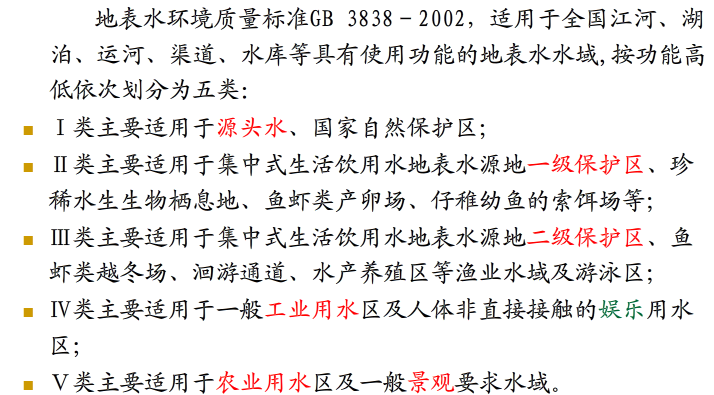 地表水环境质量标准GB 3838－2002，适用于全国江河、湖
泊、运河、渠道、水库等具有使用功能的地表水水域,按功能高
低依次划分为五类：
Ⅰ类主要适用于源头水、国家自然保护区；
Ⅱ类主要适用于集中式生活饮用水地表水源地一级保护区、珍
稀水生生物栖息地、鱼虾类产卵场、仔稚幼鱼的索饵场等；
Ⅲ类主要适用于集中式生活饮用水地表水源地二级保护区、鱼
虾类越冬场、洄游通道、水产养殖区等渔业水域及游泳区；
Ⅳ类主要适用于一般工业用水区及人体非直接接触的娱乐用水
区；
Ⅴ类主要适用于农业用水区及一般景观要求水域。